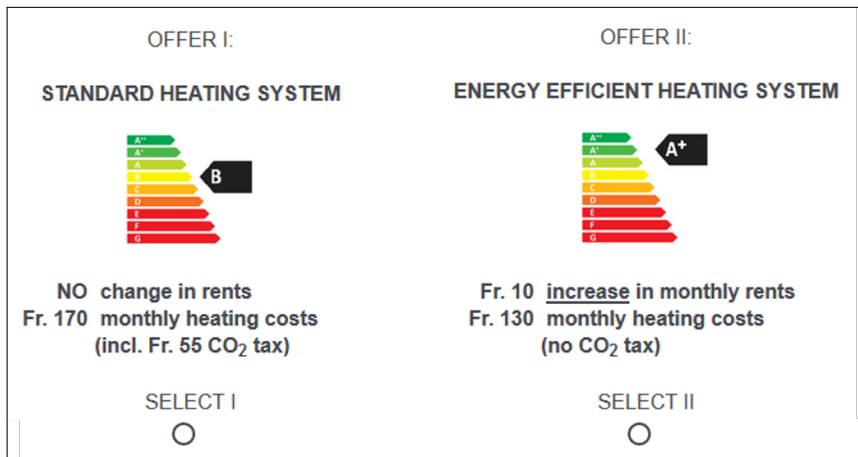 OFFER I:
STANDARD HEATING SYSTEM
A++
A+
A
B
C
D
E
F
G
B
NO change in rents
Fr. 170 monthly heating costs
(incl. Fr. 55 CO2 tax)
SELECT I
OFFER II:
ENERGY EFFICIENT HEATING SYSTEM
A++
A+
A
B
C
D
E
F
G
A+
Fr. 10 increase in monthly rents
Fr. 130 monthly heating costs
(no CO2 tax)
SELECT II